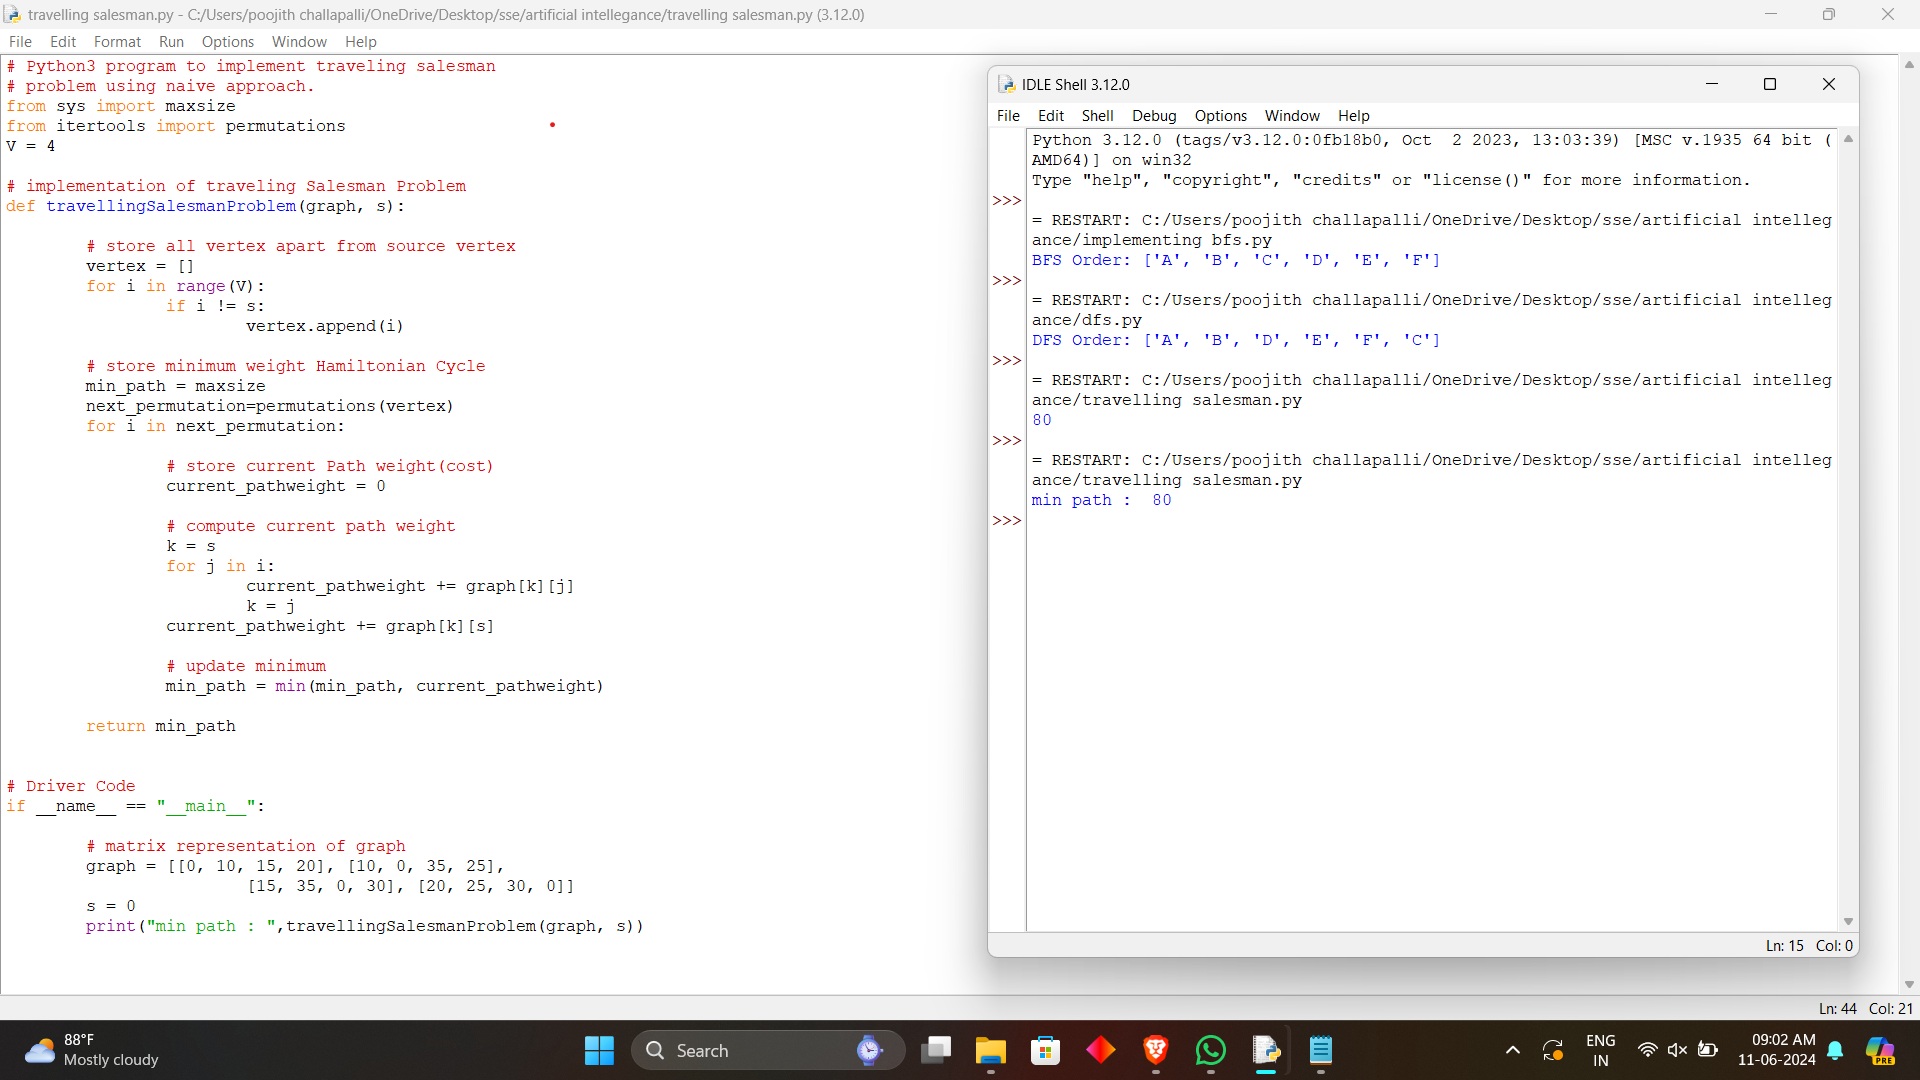 travelling salesman.py - C:/Users/poojith challapalli/OneDrive/Desktop/sse/artificial intellegance/travelling salesman.py (3.12.0)
File Edit Format Run Options Window Help
# Python3 program to implement traveling salesman
# problem using naive approach.
from sys import maxsize
from itertools import permutations
V = 4
# implementation of traveling Salesman Problem
def travellingSalesmanProblem(graph, s):
# store all vertex apart from source vertex
vertex = []
for i in range(V):
if i != s:
vertex.append(i)
# store minimum weight Hamiltonian Cycle
min_path = maxsize
next_permutation=permutations(vertex)
for i in next_permutation:
# store current Path weight(cost)
current_pathweight = 0
# compute current path weight
k = s
for j in i:
current_pathweight += graph[k][j]
k = j
current_pathweight += graph[k][s]
# update minimum
min_path = min(min_path, current_pathweight)
return min_path
# Driver Code
if __name__ == "__main__":
# matrix representation of graph
graph = [[0, 10, 15, 20], [10, 0, 35, 25],
[15, 35, 0, 30], [20, 25, 30, 0]]
s = 0
print("min path : ",travellingSalesmanProblem(graph, s))
Ln: 44 Col: 21
IDLE Shell 3.12.0
File Edit Shell Debug Options Window Help
Python 3.12.0 (tags/v3.12.0:0fb18b0, Oct  2 2023, 13:03:39) [MSC v.1935 64 bit (
AMD64)] on win32
Type "help", "copyright", "credits" or "license()" for more information.
>>>
= RESTART: C:/Users/poojith challapalli/OneDrive/Desktop/sse/artificial intelleg
ance/implementing bfs.py
BFS Order: ['A', 'B', 'C', 'D', 'E', 'F']
>>>
= RESTART: C:/Users/poojith challapalli/OneDrive/Desktop/sse/artificial intelleg
ance/dfs.py
DFS Order: ['A', 'B', 'D', 'E', 'F', 'C']
>>>
= RESTART: C:/Users/poojith challapalli/OneDrive/Desktop/sse/artificial intelleg
ance/travelling salesman.py
80
>>>
= RESTART: C:/Users/poojith challapalli/OneDrive/Desktop/sse/artificial intelleg
ance/travelling salesman.py
min path :  80
>>>
Ln: 15 Col: 0
88°F
Mostly cloudy
Search
ENG
IN
09:02 AM
11-06-2024
PRE